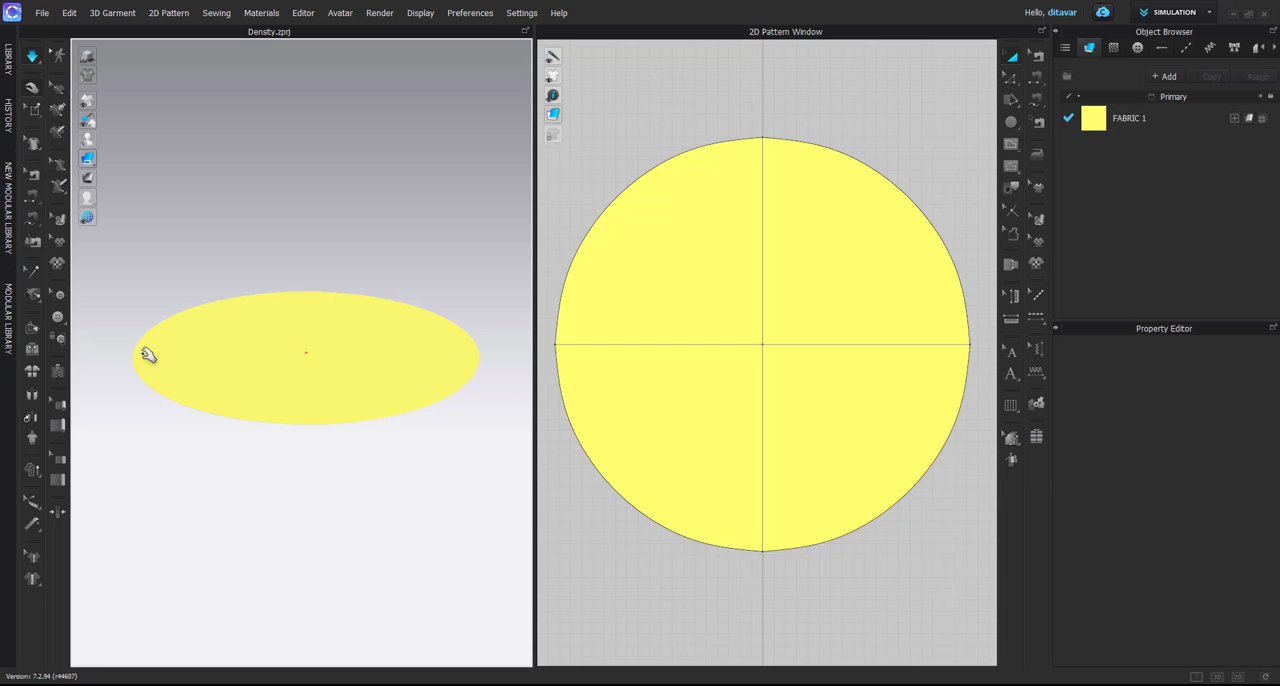 File Edit 3D Garment 2D Pattern Sewing Materials Editor Avatar Render Display Preferences Settings Help Hello, ditavar SIMULATION
Density.zprj 2D Pattern Window Object Browser
LIBRARY
HISTORY
NEW MODULAR LIBRARY
MODULAR LIBRARY
+ Add Copy Assign
Primary
FABRIC 1
Property Editor
Version: 7.2.94 (r44607) 3D 2D